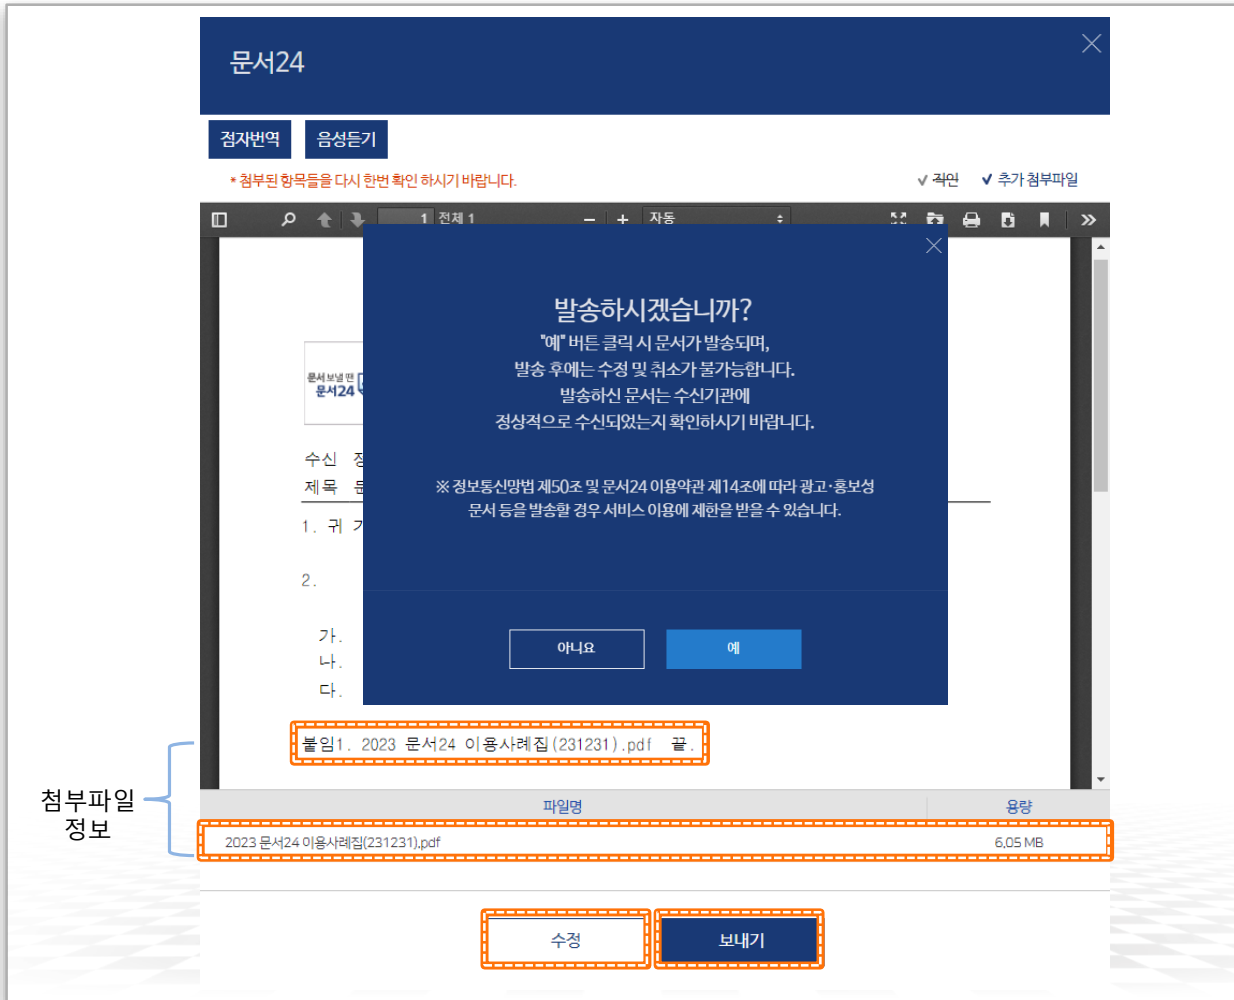 문서24
점자번역 음성듣기
* 첨부된 항목들을 다시 한번 확인 하시기 바랍니다.
직인 추가 첨부파일
1 전체 1
자동
발송하시겠습니까?
"예" 버튼 클릭 시 문서가 발송되며,
발송 후에는 수정 및 취소가 불가능합니다.
발송하신 문서는 수신기관에
정상적으로 수신되었는지 확인하시기 바랍니다.
※ 정보통신망법 제50조 및 문서24 이용약관 제14조에 따라 광고·홍보성
문서 등을 발송할 경우 서비스 이용에 제한을 받을 수 있습니다.
아니요 예
문서 보낼 땐
문서24
수신
제목
1. 귀
2.
가.
나.
다.
붙임1. 2023 문서24 이용사례집(231231).pdf 끝.
첨부파일
정보
파일명 용량
2023 문서24 이용사례집(231231).pdf 6.05 MB
수정 보내기